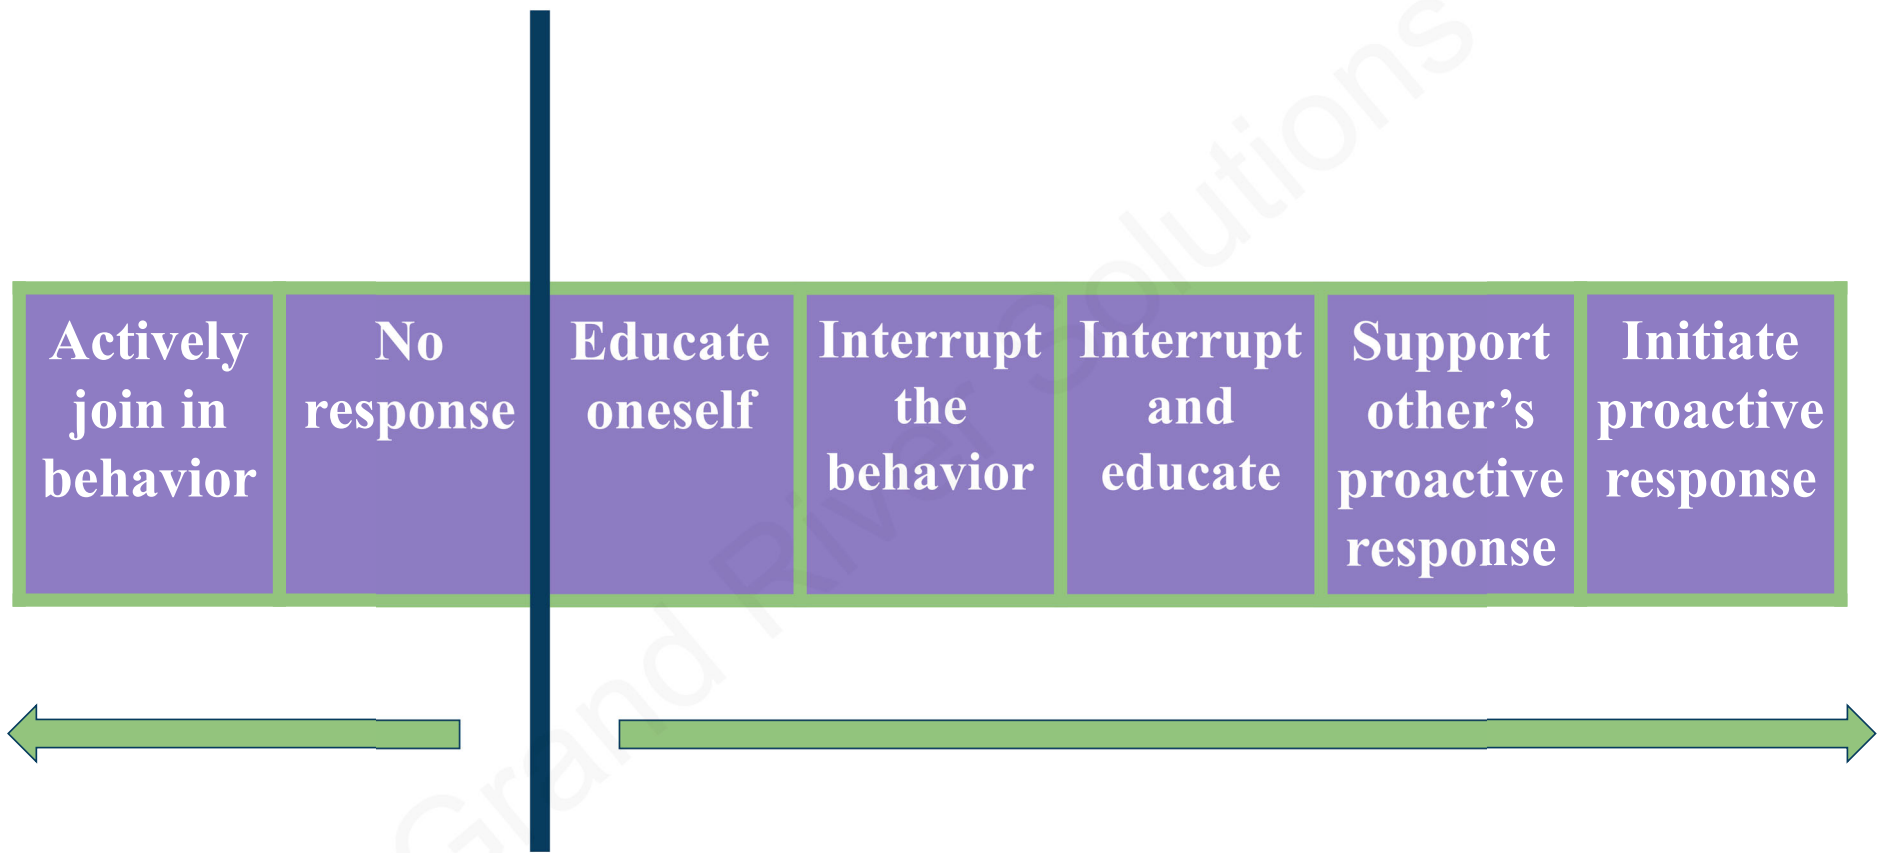 Actively
join in
behavior
No
response
Educate
oneself
Interrupt
the
behavior
Interrupt
and
educate
Support
other’s
proactive
response
Initiate
proactive
response
Grand River Solutions